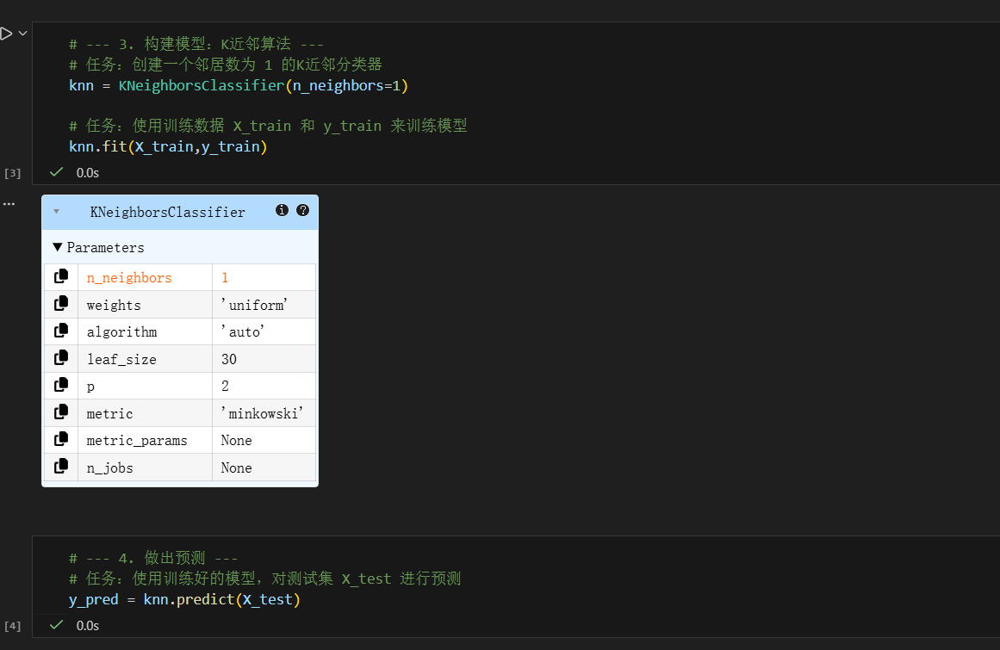 # --- 3. 构建模型：K近邻算法 ---
# 任务：创建一个邻居数为 1 的K近邻分类器
knn = KNeighborsClassifier(n_neighbors=1)
# 任务：使用训练数据 X_train 和 y_train 来训练模型
knn.fit(X_train,y_train)
[3] 0.0s
...
KNeighborsClassifier i ?
Parameters
n_neighbors 1
weights 'uniform'
algorithm 'auto'
leaf_size 30
p 2
metric 'minkowski'
metric_params None
n_jobs None
# --- 4. 做出预测 ---
# 任务：使用训练好的模型，对测试集 X_test 进行预测
y_pred = knn.predict(X_test)
[4] 0.0s